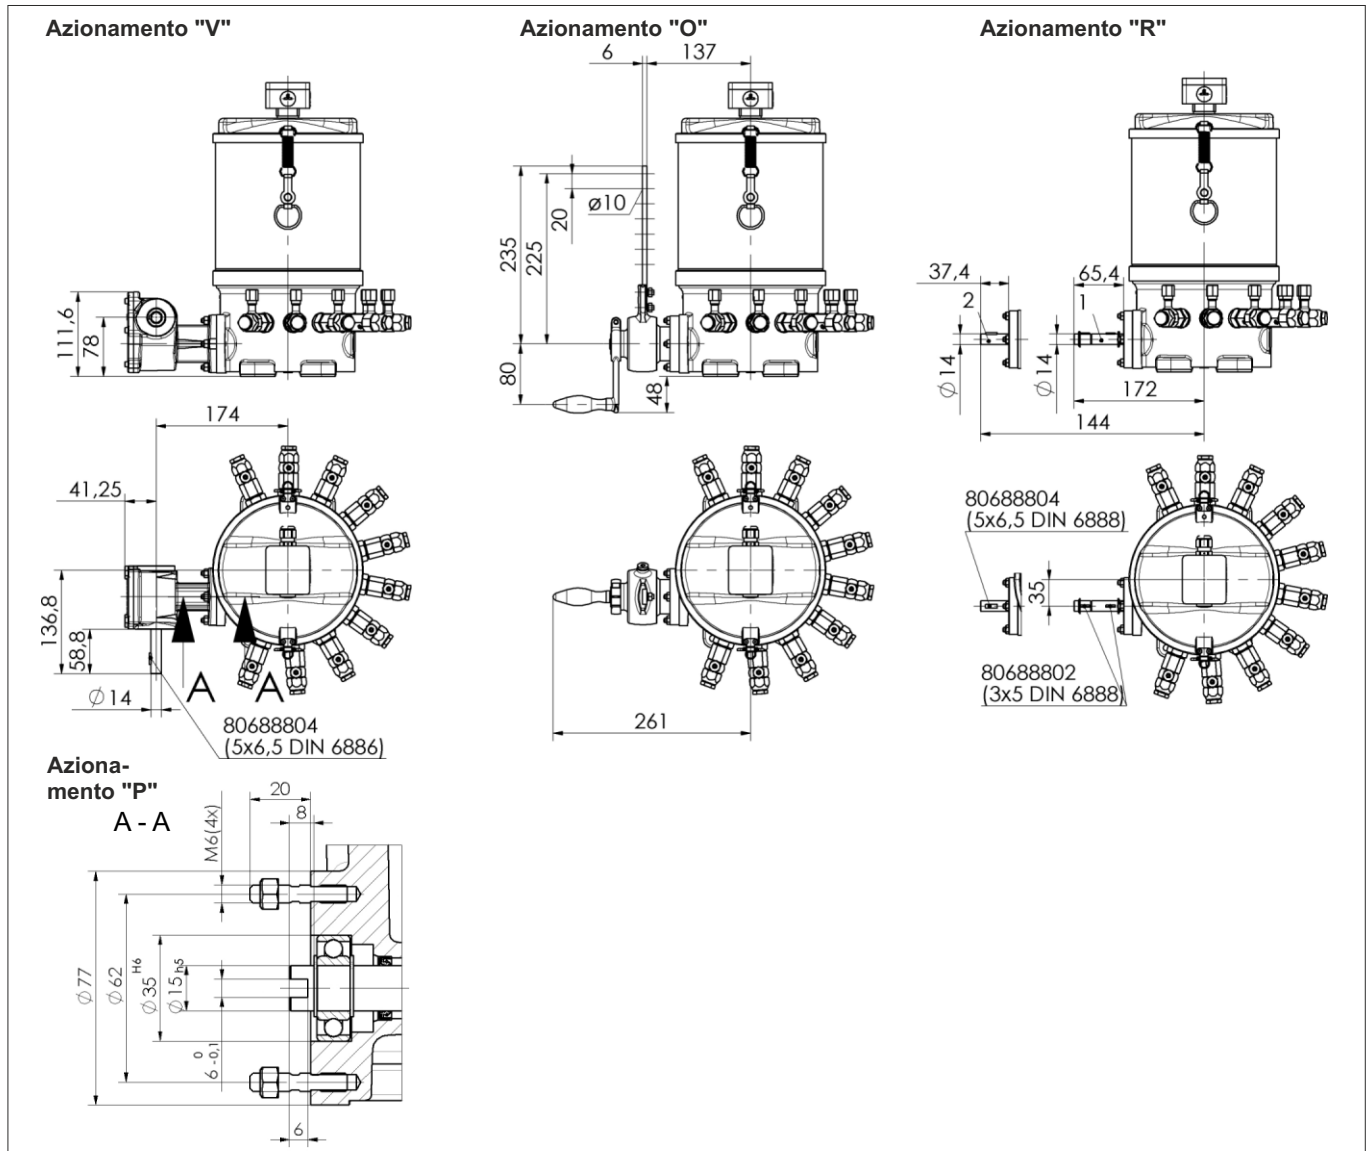 Azionamento "V"
Azionamento "O"
Azionamento "R"
6
137
235
225
20
ø10
80
48
111,6
78
37,4
65,4
2
1
∅14
∅14
172
144
174
41,25
136,8
58,8
∅14
A
A
80688804
(5x6,5 DIN 6886)
261
80688804
(5x6,5 DIN 6888)
35
80688802
(3x5 DIN 6888)
Aziona-
mento "P"
A - A
20
8
M6(4x)
∅77
∅62
∅35 H6
∅15 h5
6 0 -0,1
6